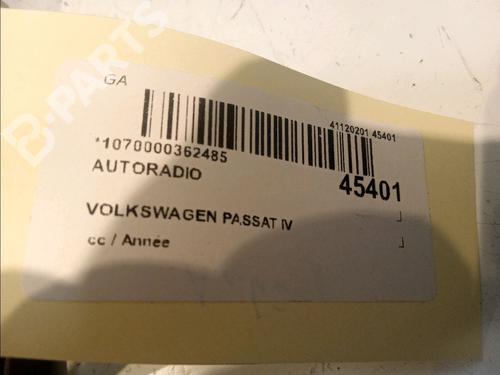 GA
41120201 45401
*1070000362485
AUTORADIO
45401
VOLKSWAGEN PASSAT IV
cc / Année
B-PARTS